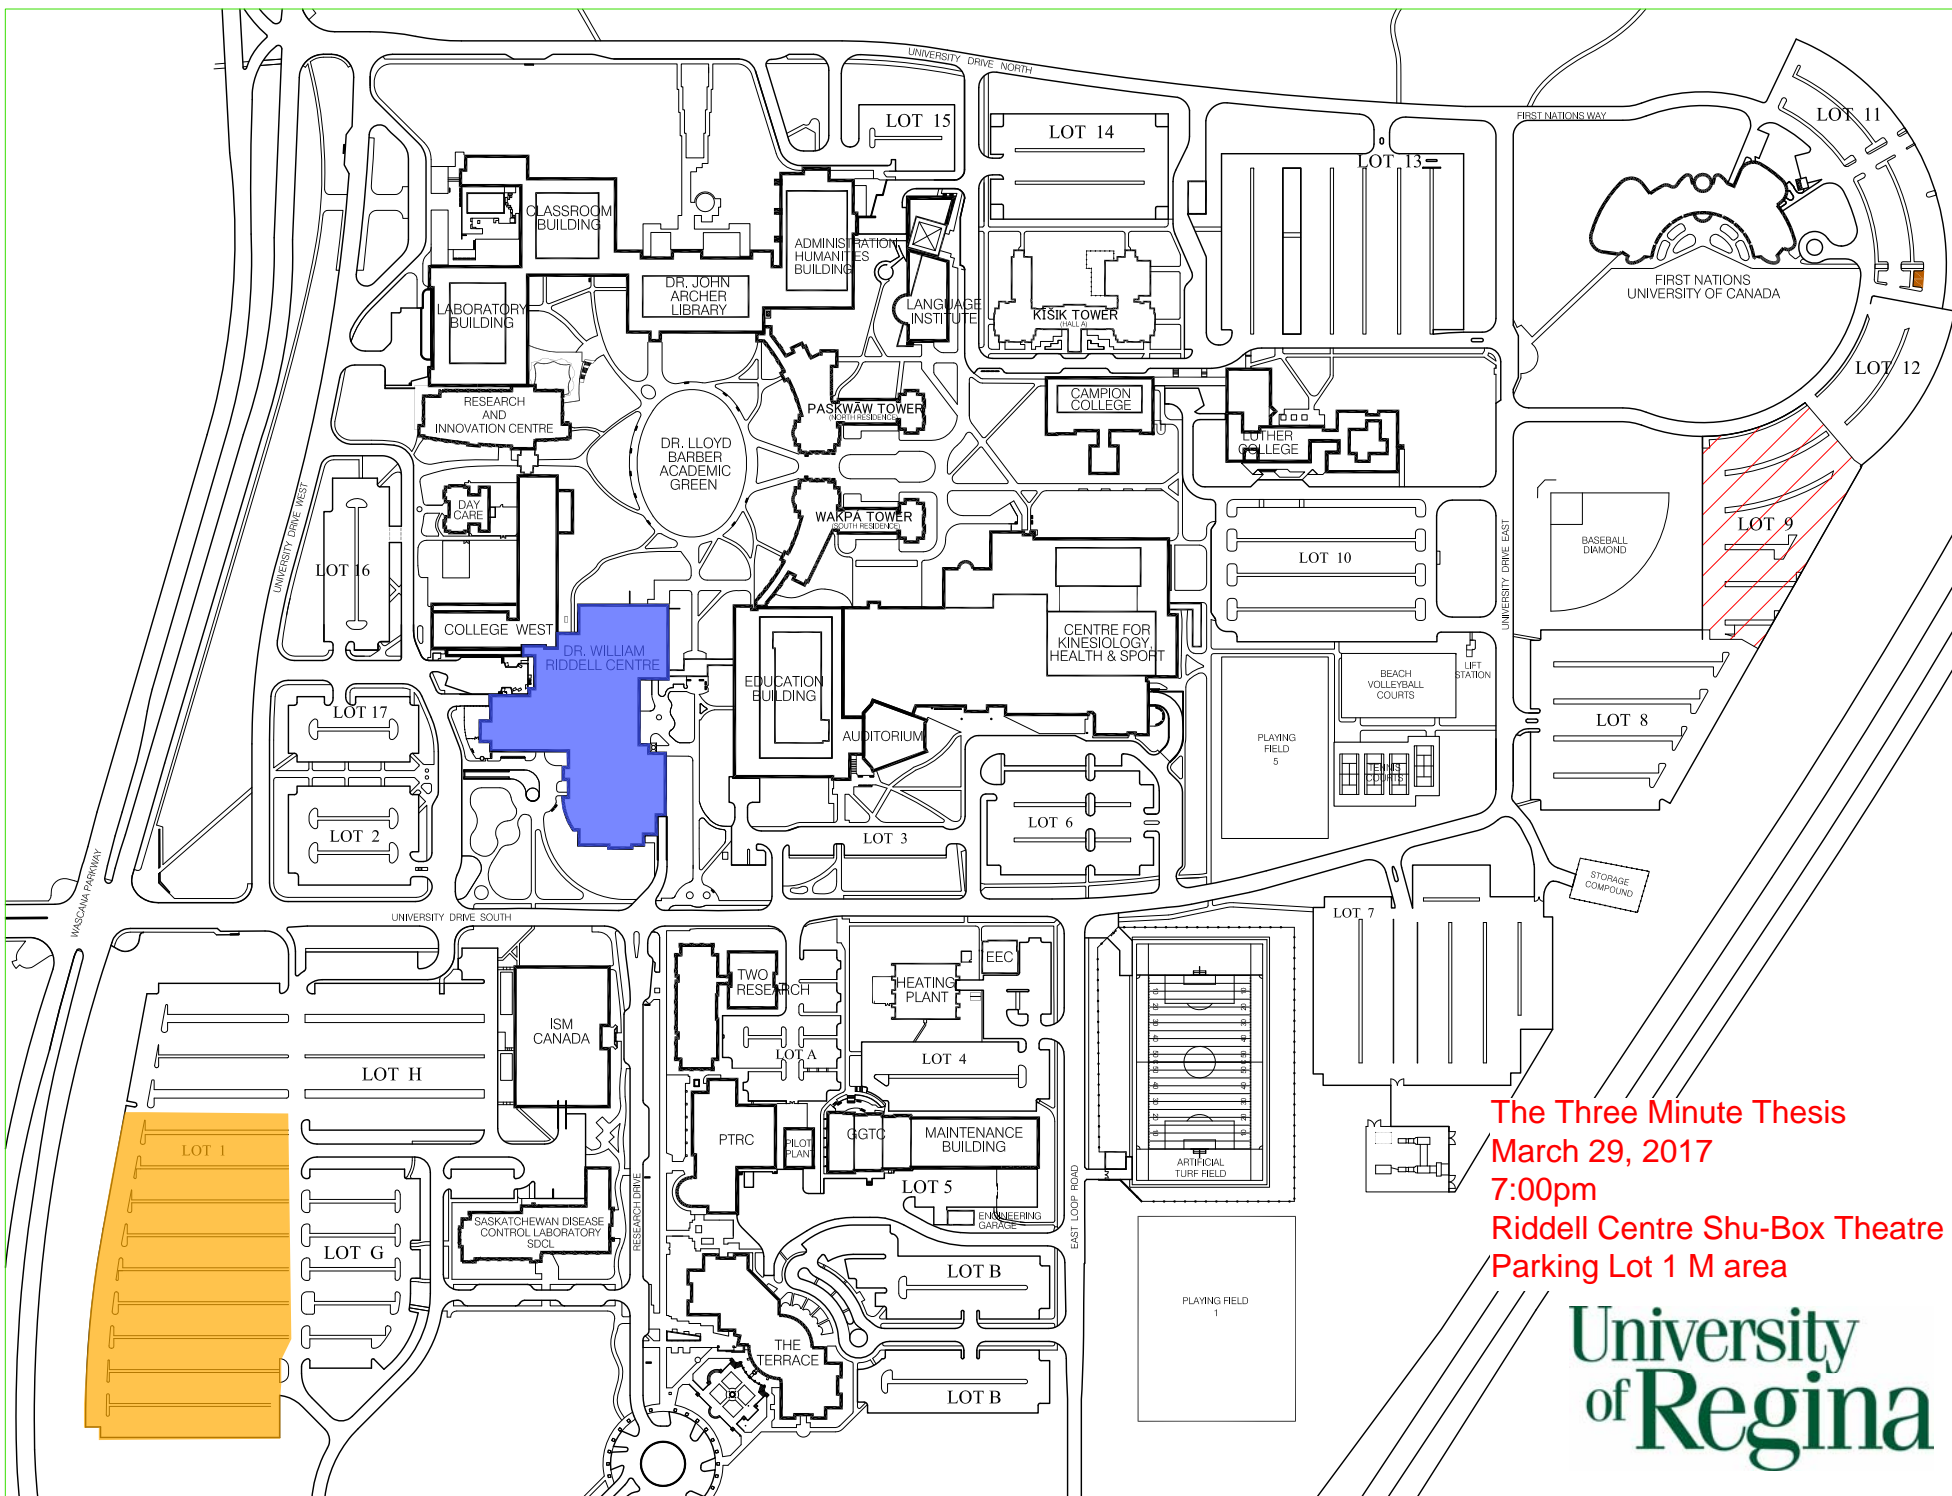 UNIVERSITY DRIVE NORTH
FIRST NATIONS WAY
LOT 11
LOT 15
LOT 14
LOT 13
CLASSROOM
BUILDING
ADMINISTRATION
HUMANITIES
BUILDING
DR. JOHN
ARCHER
LIBRARY
LABORATORY
BUILDING
LANGUAGE
INSTITUTE
KĪŠIK TOWER
(HALL A)
FIRST NATIONS
UNIVERSITY OF CANADA
LOT 12
RESEARCH
AND
INNOVATION CENTRE
PASKWĀW TOWER
(NORTH RESIDENCE)
CAMPION
COLLEGE
LUTHER
COLLEGE
DR. LLOYD
BARBER
ACADEMIC
GREEN
DAY
CARE
WAKPÁ TOWER
(SOUTH RESIDENCE)
UNIVERSITY DRIVE WEST
LOT 16
LOT 10
UNIVERSITY DRIVE EAST
BASEBALL
DIAMOND
LOT 9
COLLEGE WEST
DR. WILLIAM
RIDDELL CENTRE
CENTRE FOR
KINESIOLOGY,
HEALTH & SPORT
EDUCATION
BUILDING
AUDITORIUM
BEACH
VOLLEYBALL
COURTS
LIFT
STATION
LOT 17
LOT 8
PLAYING
FIELD
5
TENNIS
COURTS
LOT 2
LOT 3
LOT 6
WASCANA PARKWAY
UNIVERSITY DRIVE SOUTH
STORAGE
COMPOUND
LOT 7
TWO
RESEARCH
HEATING
PLANT
EEC
ISM
CANADA
LOT A
LOT 4
LOT H
LOT 1
PTRC
PILOT
PLANT
GGTC
MAINTENANCE
BUILDING
ARTIFICIAL
TURF FIELD
LOT 5
ENGINEERING
GARAGE
EAST LOOP ROAD
RESEARCH DRIVE
SASKATCHEWAN DISEASE
CONTROL LABORATORY
SDCL
LOT G
LOT B
THE
TERRACE
LOT B
PLAYING FIELD
1
The Three Minute Thesis
March 29, 2017
7:00pm
Riddell Centre Shu-Box Theatre
Parking Lot 1 M area
University
of Regina